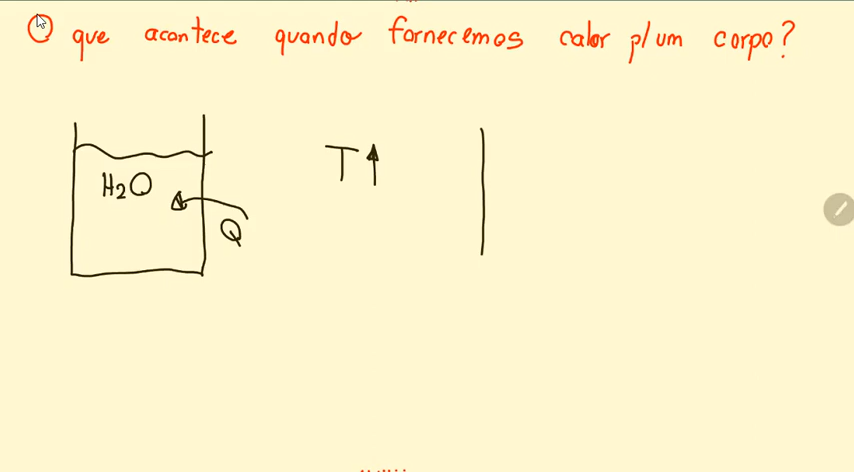 O que acontece quando fornecemos calor p/ um corpo?
H2O
T↑
Q